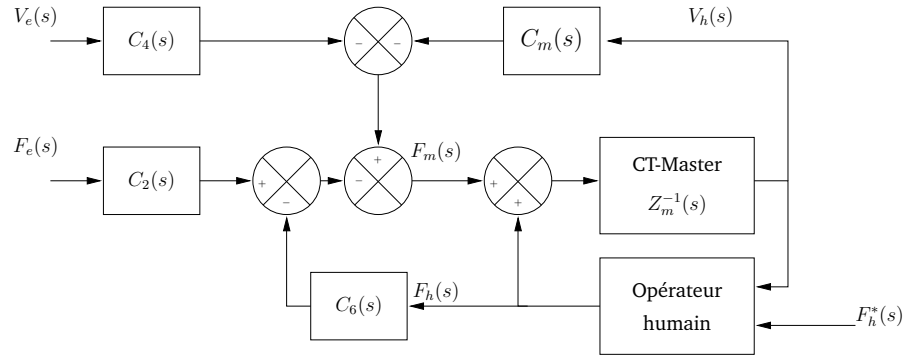 V_e(s)
C_4(s)
−
−
C_m(s)
V_h(s)
F_e(s)
C_2(s)
+
−
+
−
F_m(s)
+
+
CT-Master
Z_m^{-1}(s)
C_6(s)
F_h(s)
Opérateur
humain
F_h^*(s)